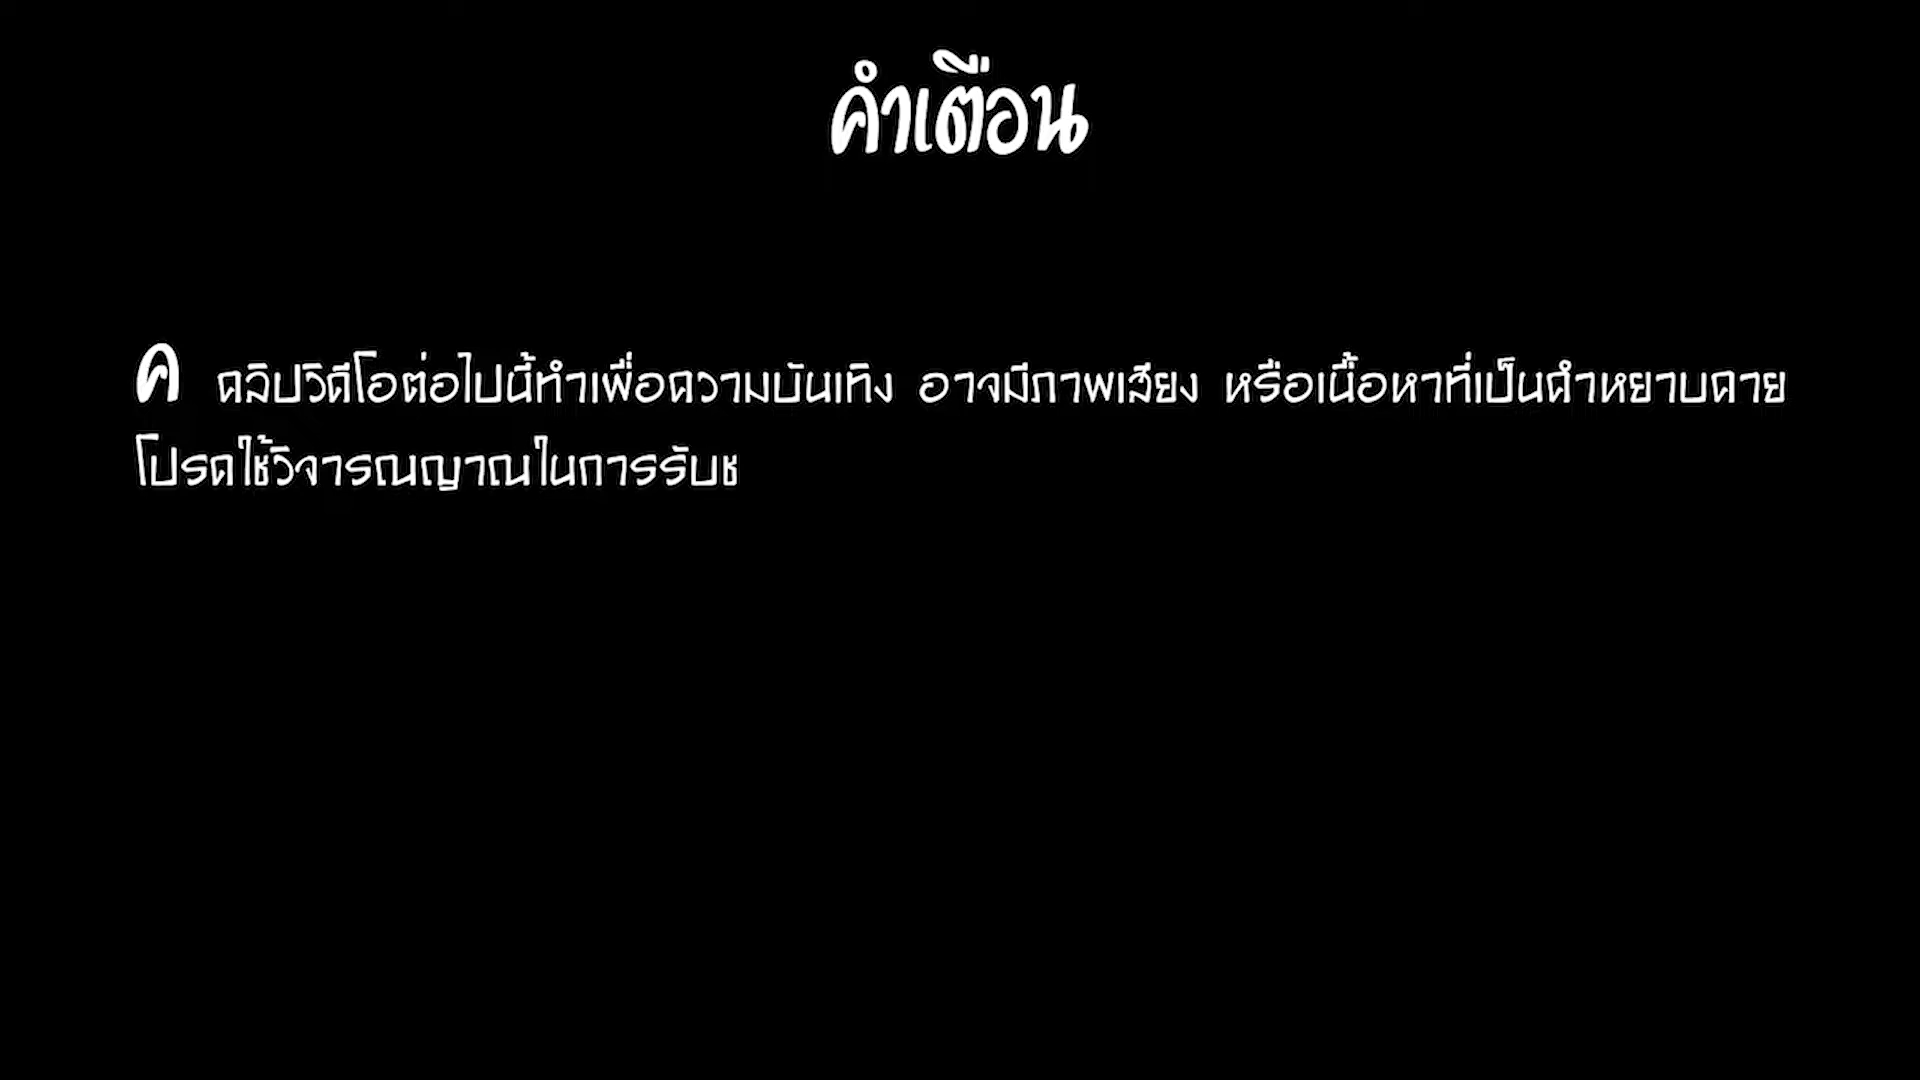 คำเตือน
ค คลิปวิดีโอต่อไปนี้ทำเพื่อความบันเทิง อาจมีภาพเสียง หรือเนื้อหาที่เป็นคำหยาบคาย
โปรดใช้วิจารณญาณในการรับช